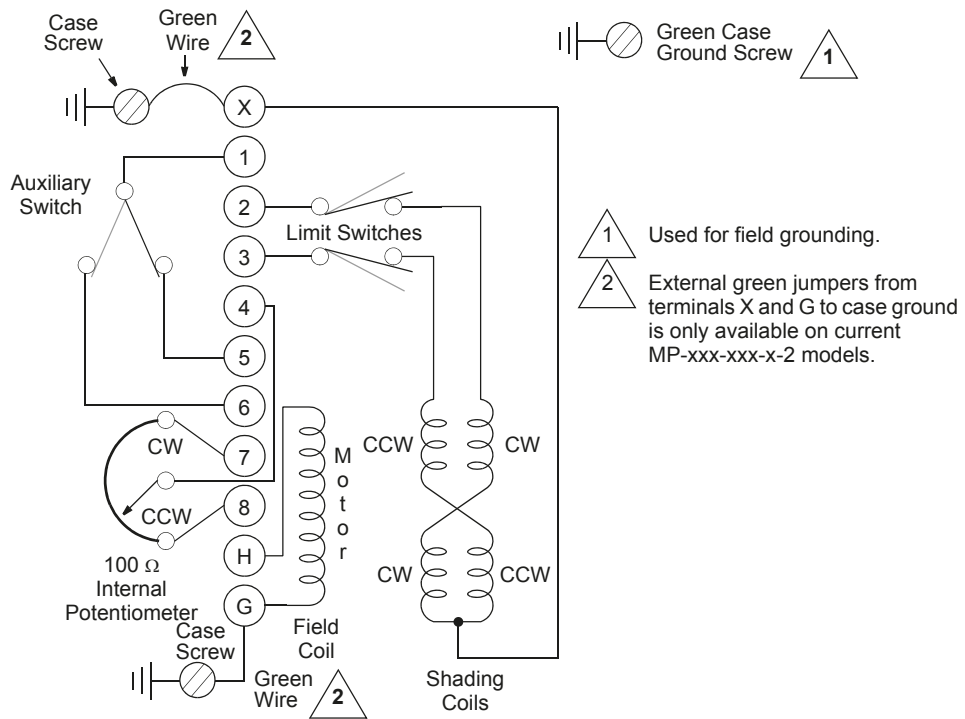 Case
Screw
Green
Wire
2
Green Case
Ground Screw
1
X
1
Auxiliary
Switch
2
Limit Switches
3
4
5
6
CW
7
CCW
8
100 Ω
Internal
Potentiometer
H
G
M
o
t
o
r
Field
Coil
CCW
CW
CW
CCW
Shading
Coils
Case
Screw
Green
Wire
2
1
Used for field grounding.
2
External green jumpers from
terminals X and G to case ground
is only available on current
MP-xxx-xxx-x-2 models.